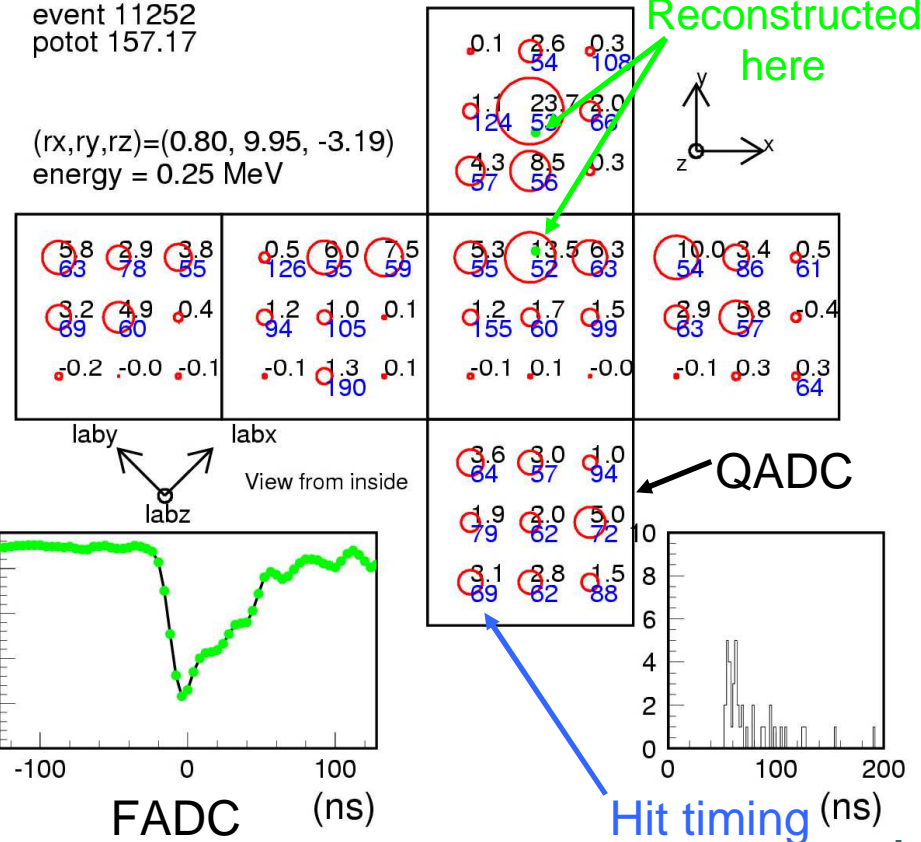 event 11252
potot 157.17
(rx,ry,rz)=(0.80, 9.95, -3.19)
energy = 0.25 MeV
Reconstructed
here
y
x
z
0.1 2.6 0.3
54 108
1.1 23.7 2.0
124 53 66
4.3 8.5 0.3
57 56
5.8 3.9 3.8
63 78 55
3.2 4.9 0.4
69 60
-0.2 -0.0 -0.1
0.5 6.0 7.5
126 55 59
1.2 1.0 0.1
94 105
-0.1 1.3 0.1
190
5.3 13.5 6.3
55 52 63
1.2 1.7 1.5
155 60 99
-0.1 0.1 -0.0
10.0 3.4 0.5
54 86 61
2.9 5.8 -0.4
63 57
-0.1 0.3 0.3
64
laby labx
labz
View from inside
3.6 3.0 1.0
64 57 94
1.9 2.0 5.0
79 62 72
3.1 2.8 1.5
69 62 88
QADC
-100 0 100
FADC (ns)
10
8
6
4
2
0
0 100 200
Hit timing (ns)